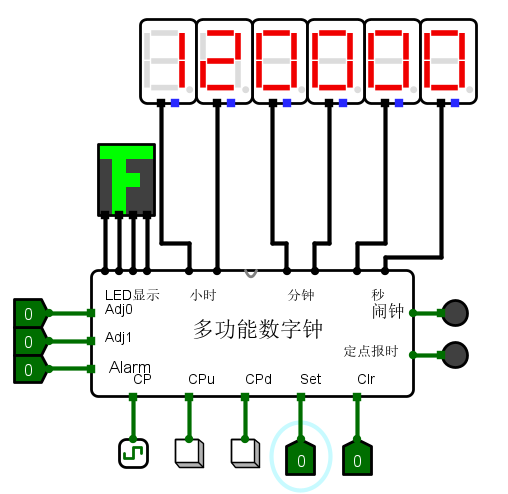 120000
F
LED显示 小时 分钟 秒
0 Adj0 闹钟
多功能数字钟
0 Adj1
定点报时
0 Alarm
CP CPu CPd Set Clr
0 0